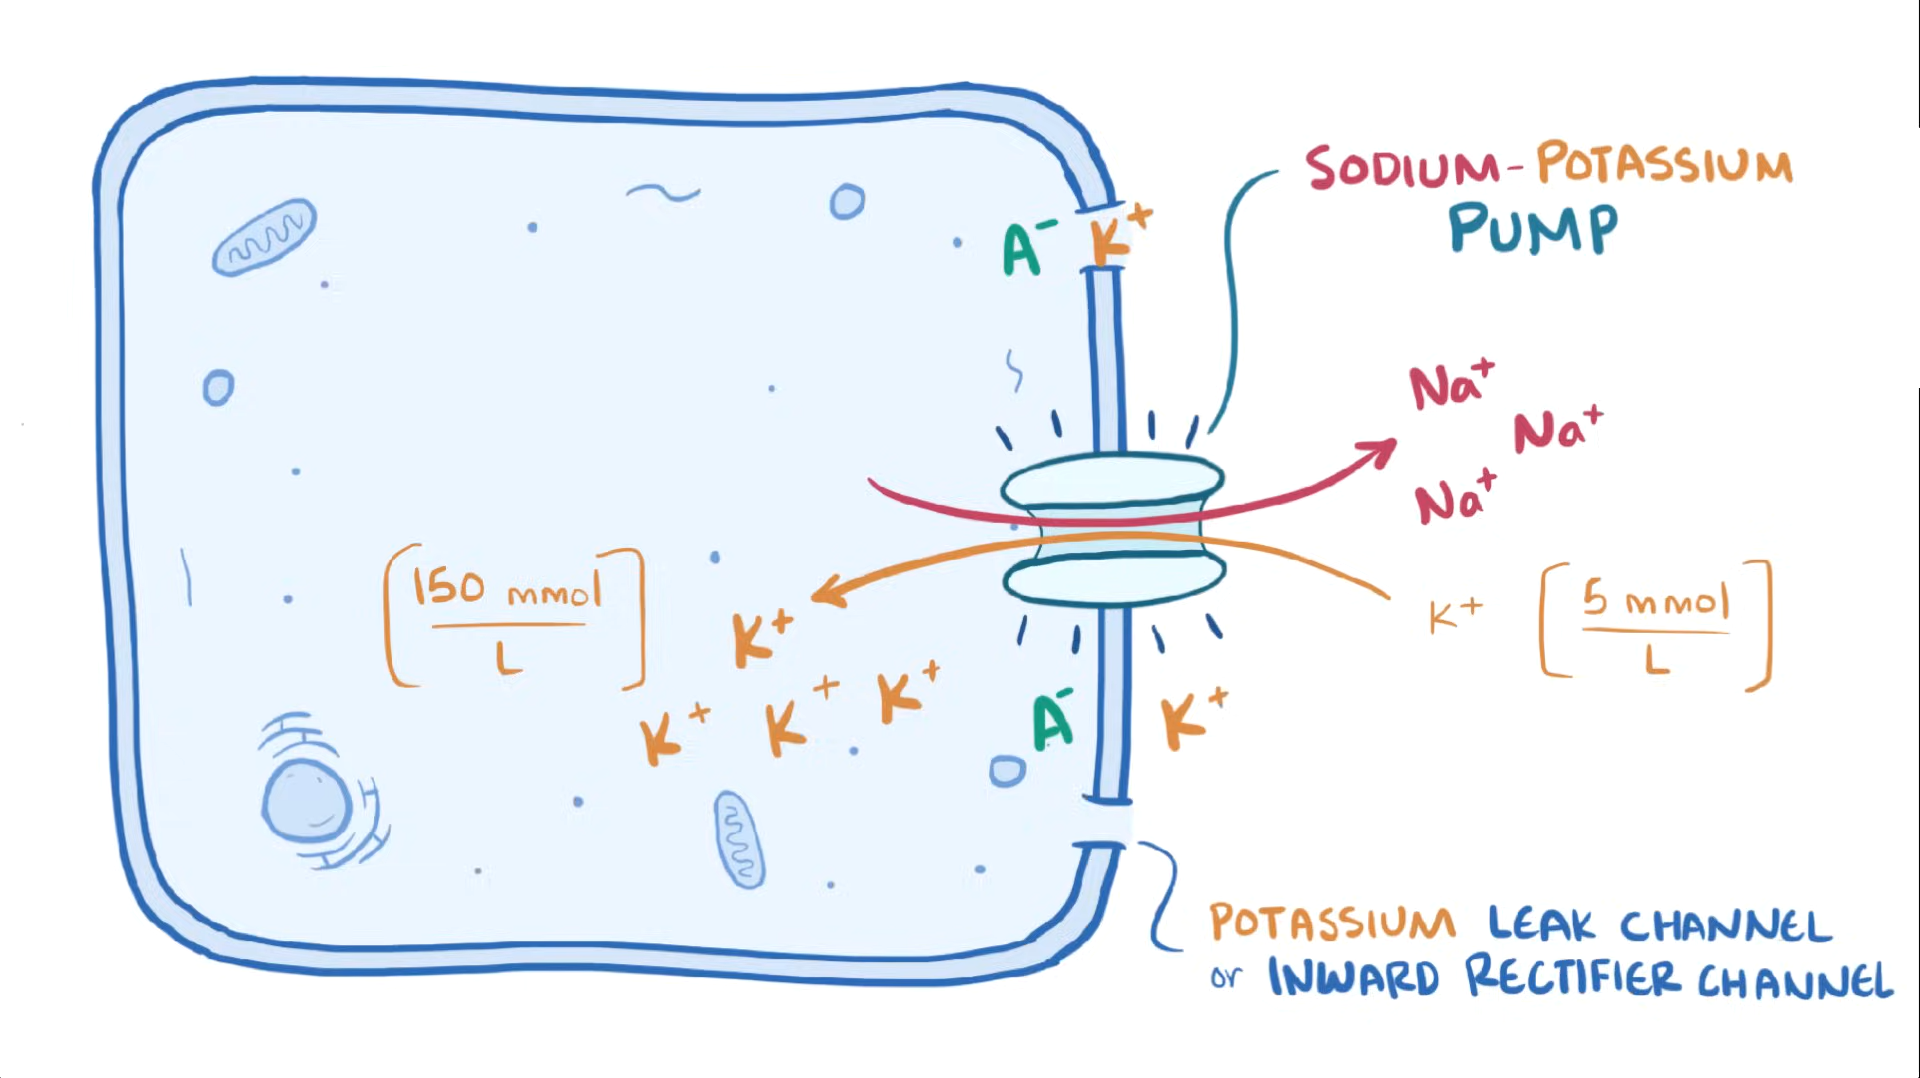 SODIUM-POTASSIUM
PUMP
A⁻ K⁺
Na⁺
Na⁺
Na⁺
[150 mmol
L]
K⁺ [5 mmol
L]
K⁺
K⁺ K⁺ K⁺
A⁻ K⁺
POTASSIUM LEAK CHANNEL
or INWARD RECTIFIER CHANNEL